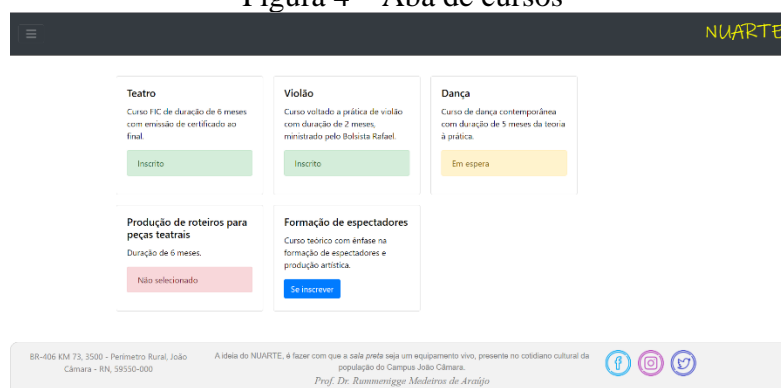 Figura 4 – Aba de cursos
NUARTE
Teatro
Curso FIC de duração de 6 meses
com emissão de certificado ao
final.
Inscrito
Violão
Curso voltado a prática de violão
com duração de 2 meses,
ministrado pelo Bolsista Rafael.
Inscrito
Dança
Curso de dança contemporânea
com duração de 5 meses da teoria
à prática.
Em espera
Produção de roteiros para
peças teatrais
Duração de 6 meses.
Não selecionado
Formação de espectadores
Curso teórico com ênfase na
formação de espectadores e
produção artística.
Se inscrever
BR-406 KM 73, 3500 - Perímetro Rural, João
Câmara - RN, 59550-000
A ideia do NUARTE, é fazer com que a sala preta seja um equipamento vivo, presente no cotidiano cultural da
população do Campus João Câmara.
Prof. Dr. Rummenigge Medeiros de Araújo